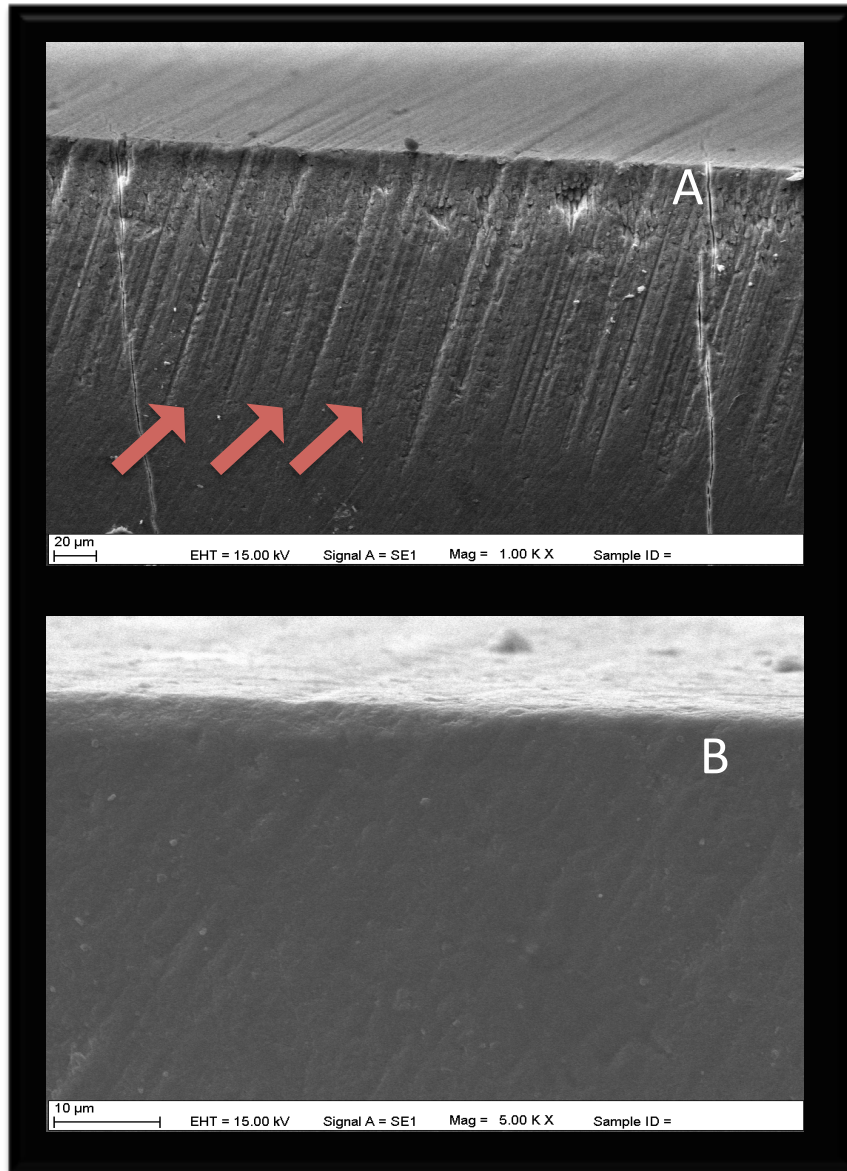 A
20 µm
EHT = 15.00 kV Signal A = SE1 Mag = 1.00 K X Sample ID =
B
10 µm
EHT = 15.00 kV Signal A = SE1 Mag = 5.00 K X Sample ID =